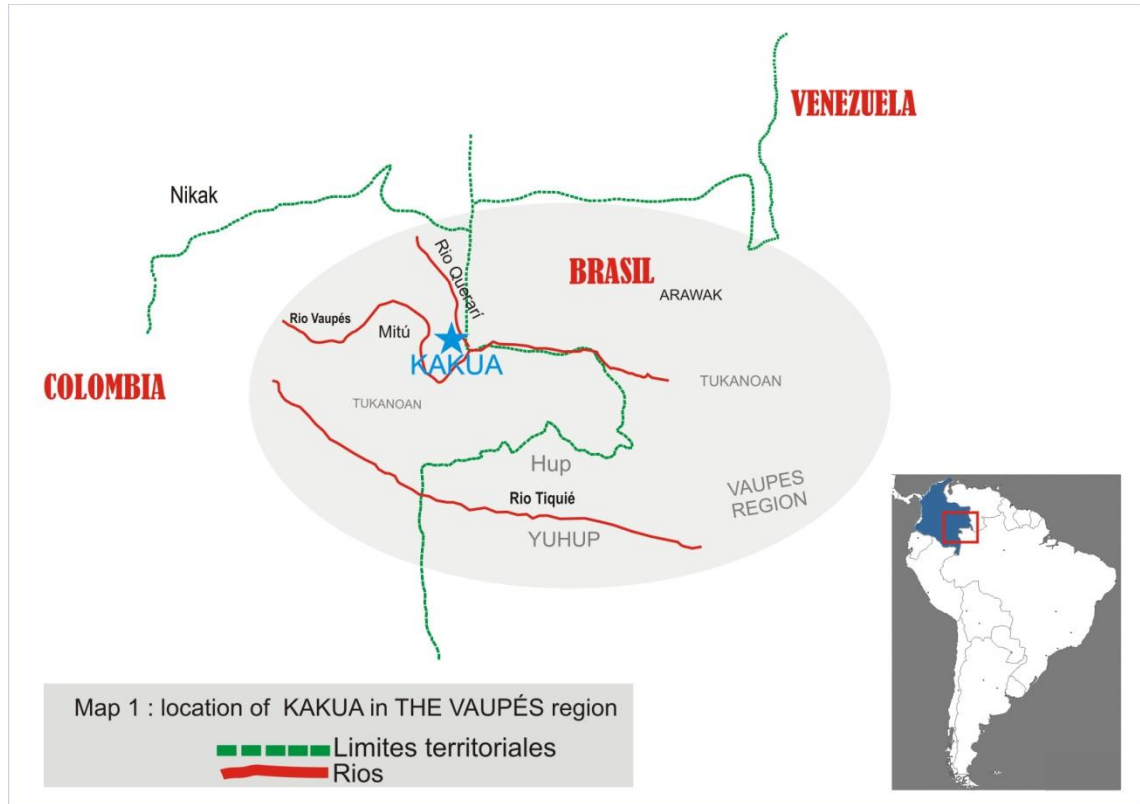 VENEZUELA
Nikak
Rio Querarí
BRASIL
ARAWAK
Rio Vaupés
Mitú
KAKUA
COLOMBIA
TUKANOAN
TUKANOAN
Hup
VAUPES
REGION
Rio Tiquié
YUHUP
Map 1 : location of KAKUA in THE VAUPÉS region
Limites territoriales
Rios